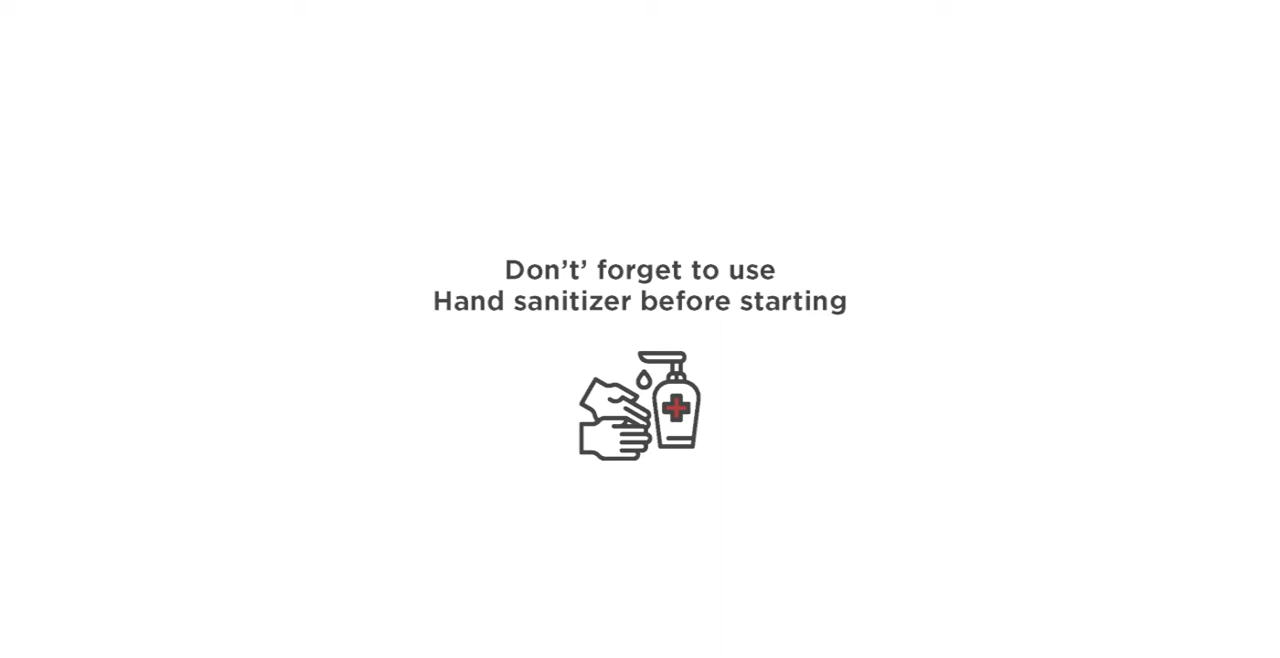 Don’t’ forget to use
Hand sanitizer before starting